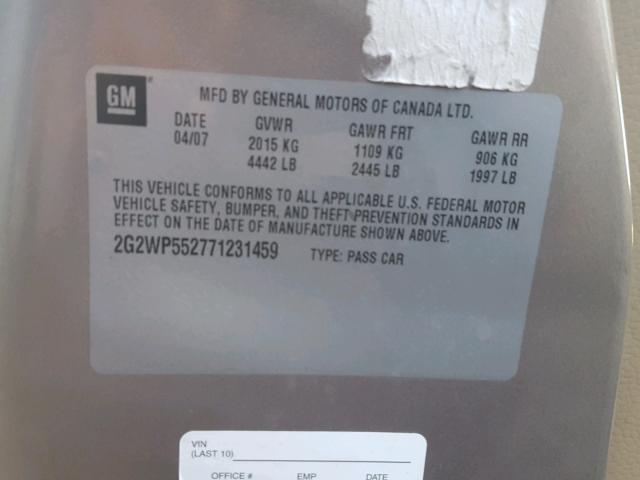 GM
MFD BY GENERAL MOTORS OF CANADA LTD.
DATE GVWR GAWR FRT GAWR RR
04/07 2015 KG 1109 KG 906 KG
4442 LB 2445 LB 1997 LB
THIS VEHICLE CONFORMS TO ALL APPLICABLE U.S. FEDERAL MOTOR
VEHICLE SAFETY, BUMPER, AND THEFT PREVENTION STANDARDS IN
EFFECT ON THE DATE OF MANUFACTURE SHOWN ABOVE.
2G2WP552771231459 TYPE: PASS CAR
VIN
(LAST 10)
OFFICE # EMP DATE